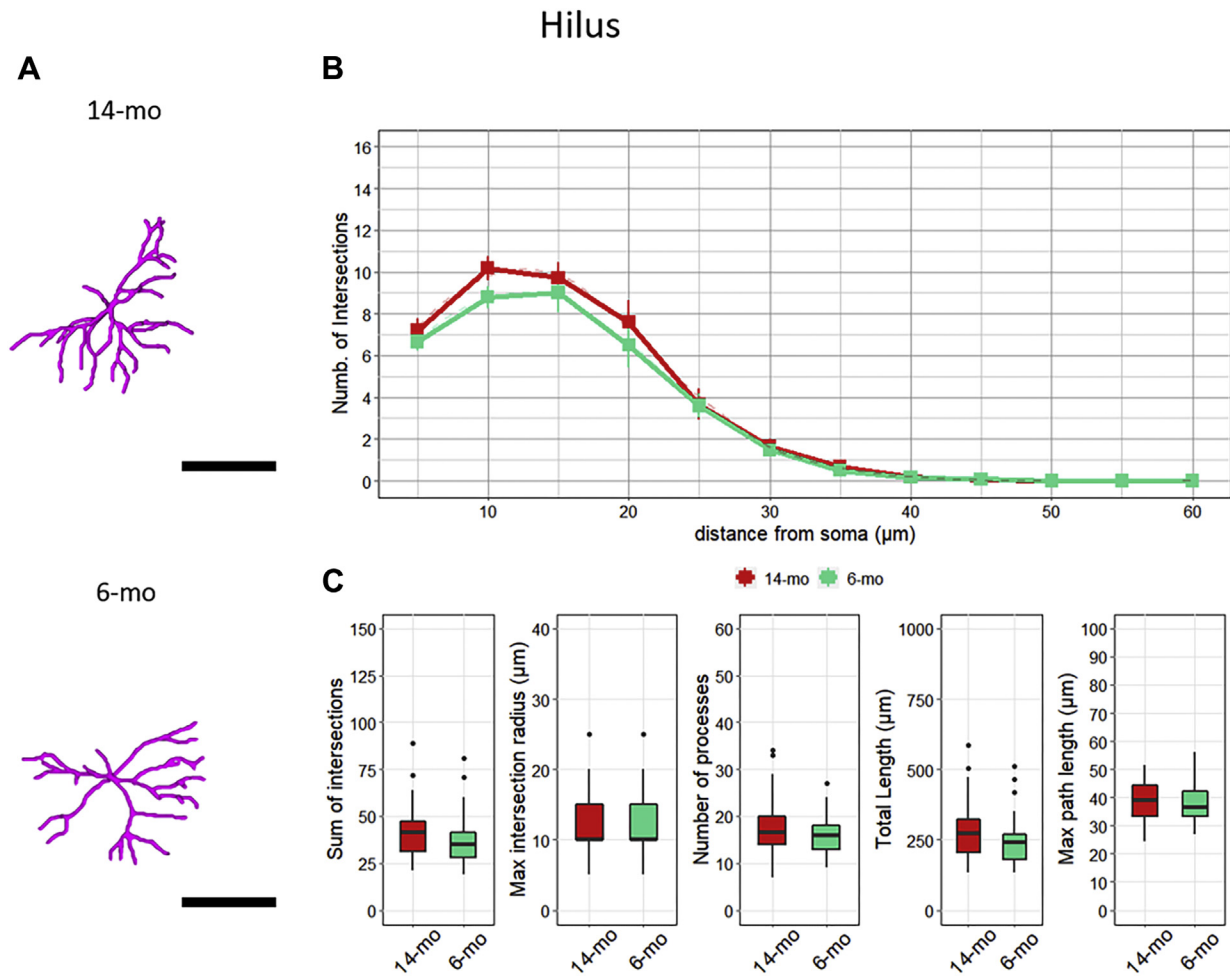 Hilus
A
14-mo
6-mo
B
Numb. of Intersections
16
14
12
10
8
6
4
2
0
10 20 30 40 50 60
distance from soma (µm)
14-mo 6-mo
C
Sum of intersections
150
125
100
75
50
25
0
14-mo 6-mo
Max intersection radius (µm)
40
30
20
10
0
14-mo 6-mo
Number of processes
60
50
40
30
20
10
0
14-mo 6-mo
Total Length (µm)
1000
750
500
250
0
14-mo 6-mo
Max path length (µm)
100
90
80
70
60
50
40
30
20
10
0
14-mo 6-mo